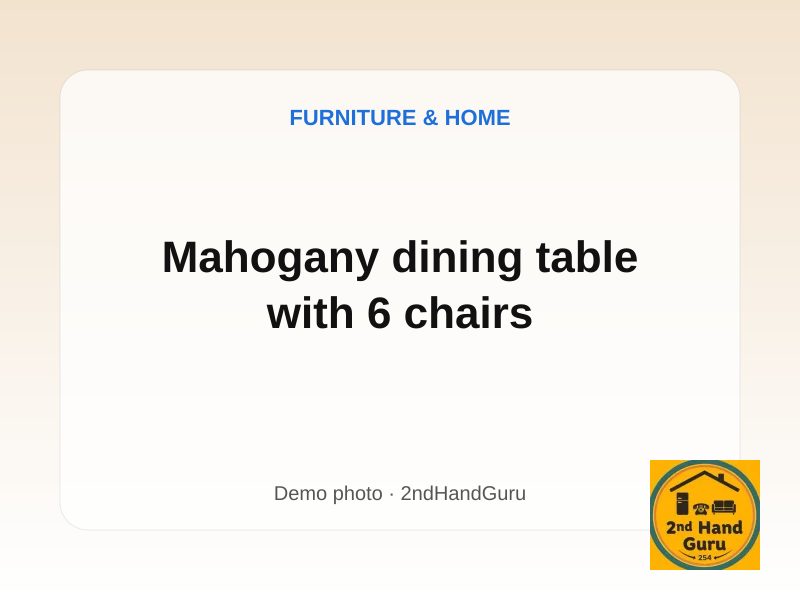 FURNITURE & HOME
Mahogany dining table
with 6 chairs
Demo photo · 2ndHandGuru
2nd Hand
Guru
254